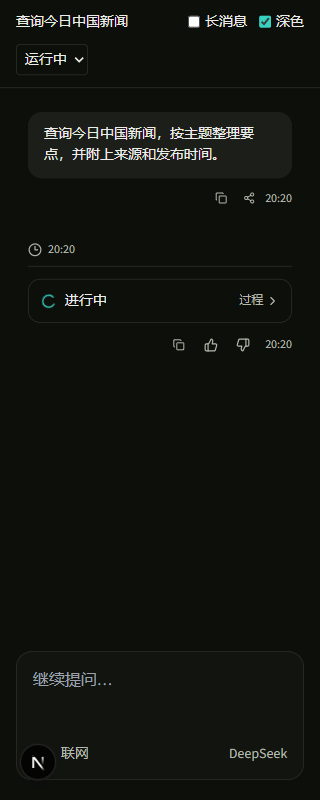 查询今日中国新闻
长消息
深色
运行中
查询今日中国新闻，按主题整理要
点，并附上来源和发布时间。
20:20
20:20
进行中
过程
20:20
继续提问…
N
联网
DeepSeek